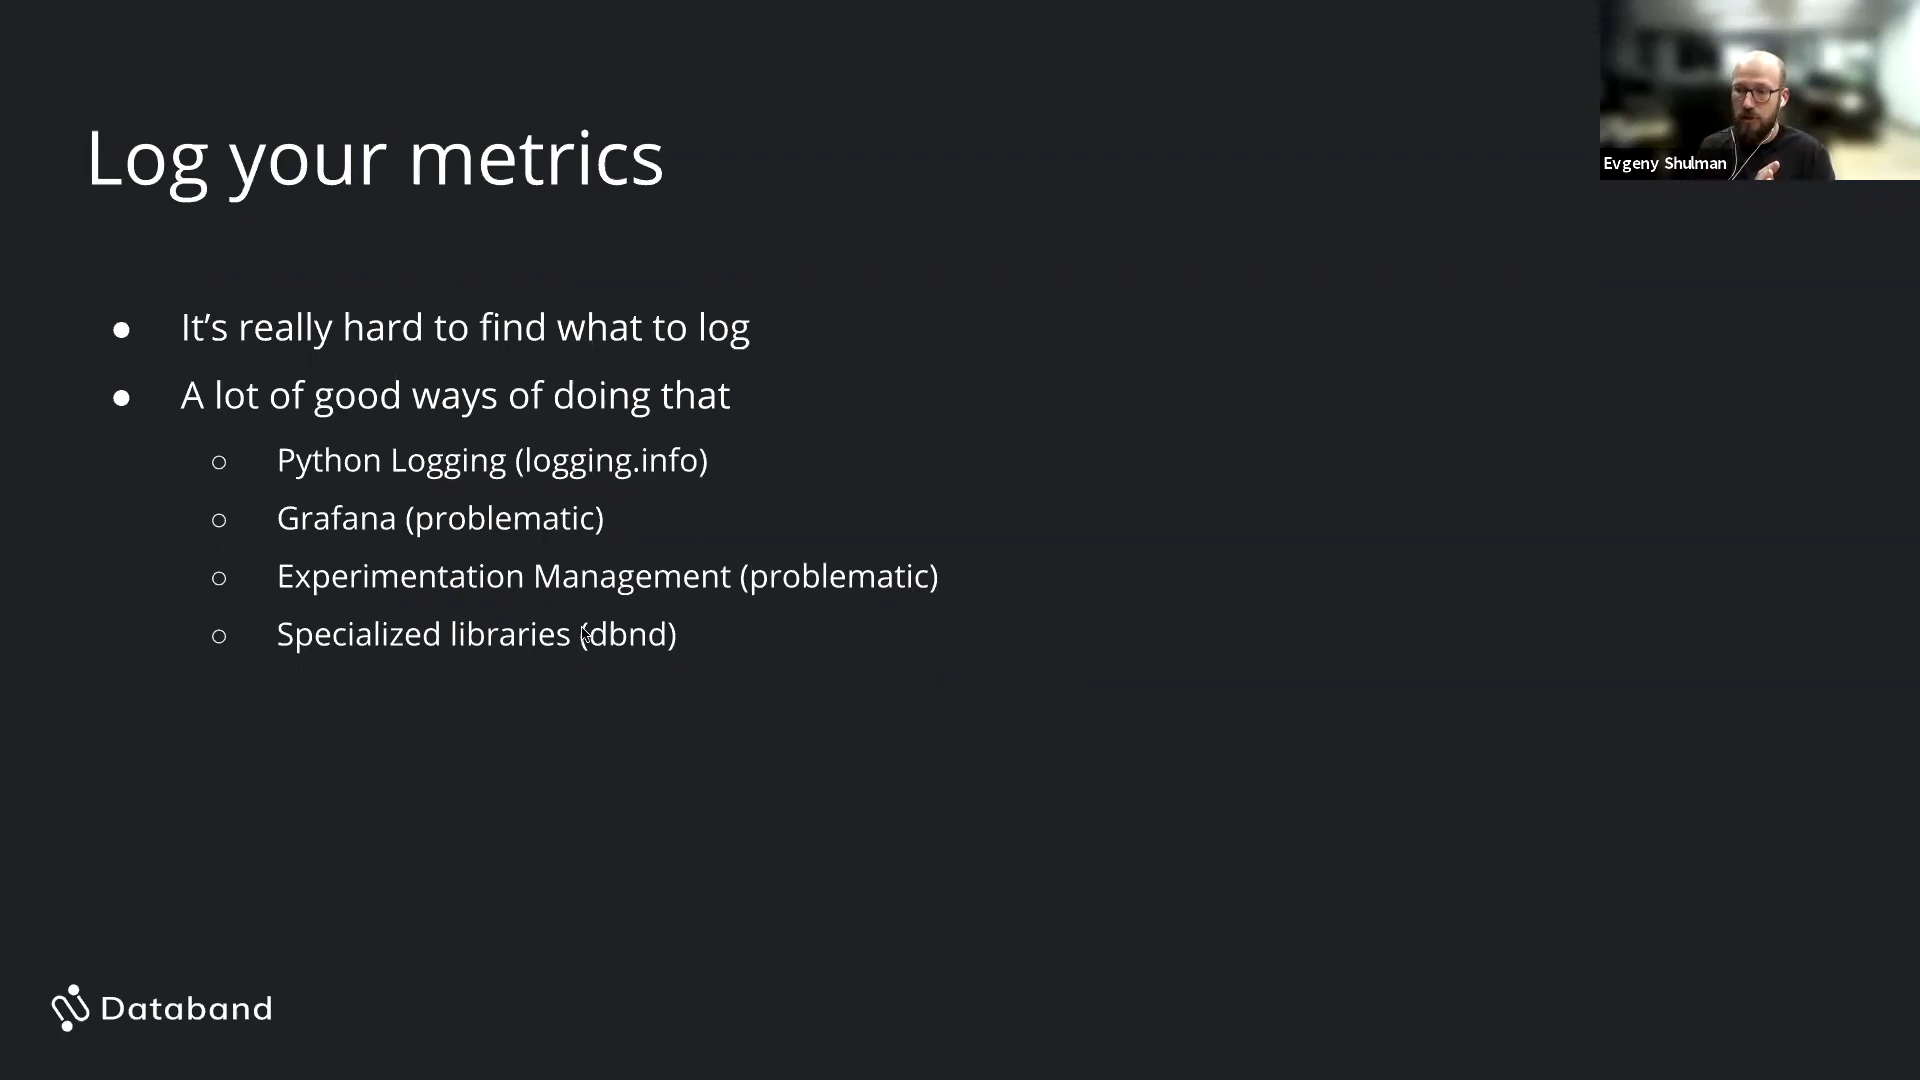 Log your metrics
Evgeny Shulman
● It’s really hard to find what to log
● A lot of good ways of doing that
○ Python Logging (logging.info)
○ Grafana (problematic)
○ Experimentation Management (problematic)
○ Specialized libraries (dbnd)
Databand